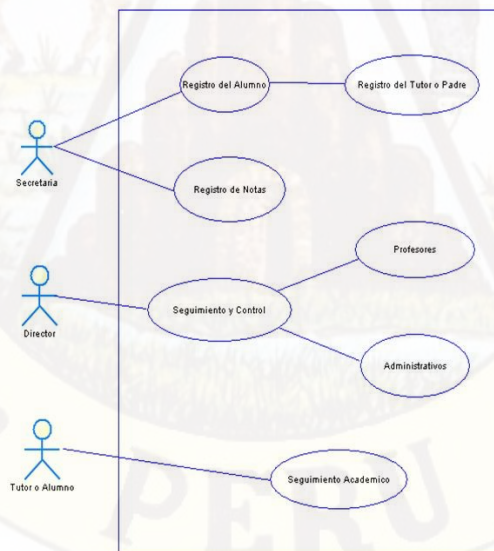 Registro del Alumno
Registro del Tutor o Padre
Secretaria
Registro de Notas
Profesores
Director
Seguimiento y Control
Administrativos
Tutor o Alumno
Seguimiento Academico
PERU